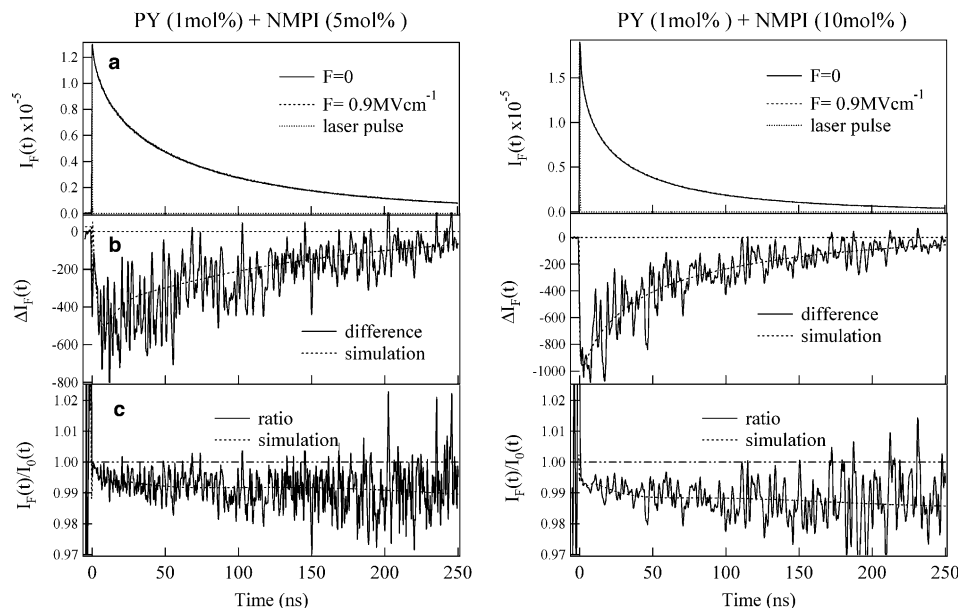 PY (1mol%) + NMPI (5mol%)
a
F=0
F= 0.9MVcm⁻¹
laser pulse
I_F(t) x10⁻⁵
1.2
1.0
0.8
0.6
0.4
0.2
0.0
b
difference
simulation
ΔI_F(t)
0
-200
-400
-600
-800
c
ratio
simulation
I_F(t)/I_0(t)
1.02
1.01
1.00
0.99
0.98
0.97
0 50 100 150 200 250
Time (ns)
PY (1mol%) + NMPI (10mol%)
F=0
F= 0.9MVcm⁻¹
laser pulse
I_F(t) x10⁻⁵
1.5
1.0
0.5
0.0
difference
simulation
ΔI_F(t)
0
-200
-400
-600
-800
-1000
ratio
simulation
I_F(t)/I_0(t)
1.02
1.01
1.00
0.99
0.98
0.97
0 50 100 150 200 250
Time (ns)